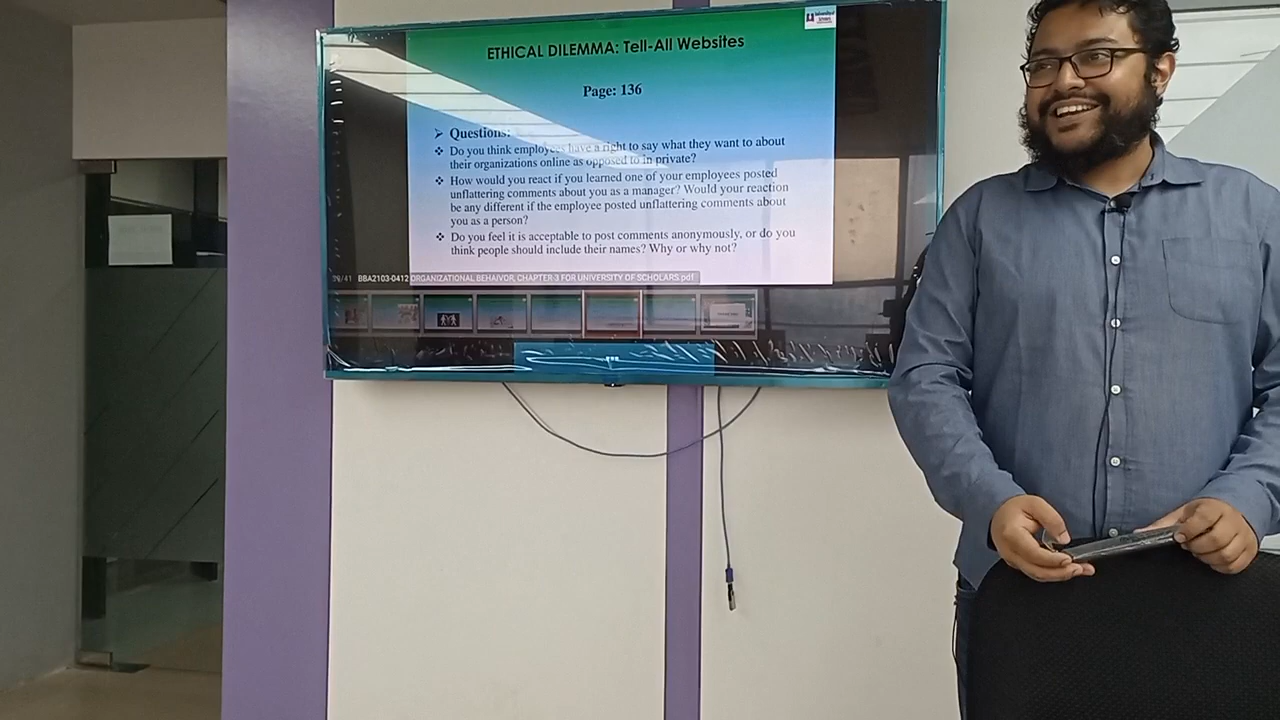 University of
Scholars
ETHICAL DILEMMA: Tell-All Websites
Page: 136
➤ Questions:
❖ Do you think employees have a right to say what they want to about
their organizations online as opposed to in private?
❖ How would you react if you learned one of your employees posted
unflattering comments about you as a manager? Would your reaction
be any different if the employee posted unflattering comments about
you as a person?
❖ Do you feel it is acceptable to post comments anonymously, or do you
think people should include their names? Why or why not?
/41 BBA2103-0412 ORGANIZATIONAL BEHAIVOR, CHAPTER-3 FOR UNIVERSITY OF SCHOLARS.pdf